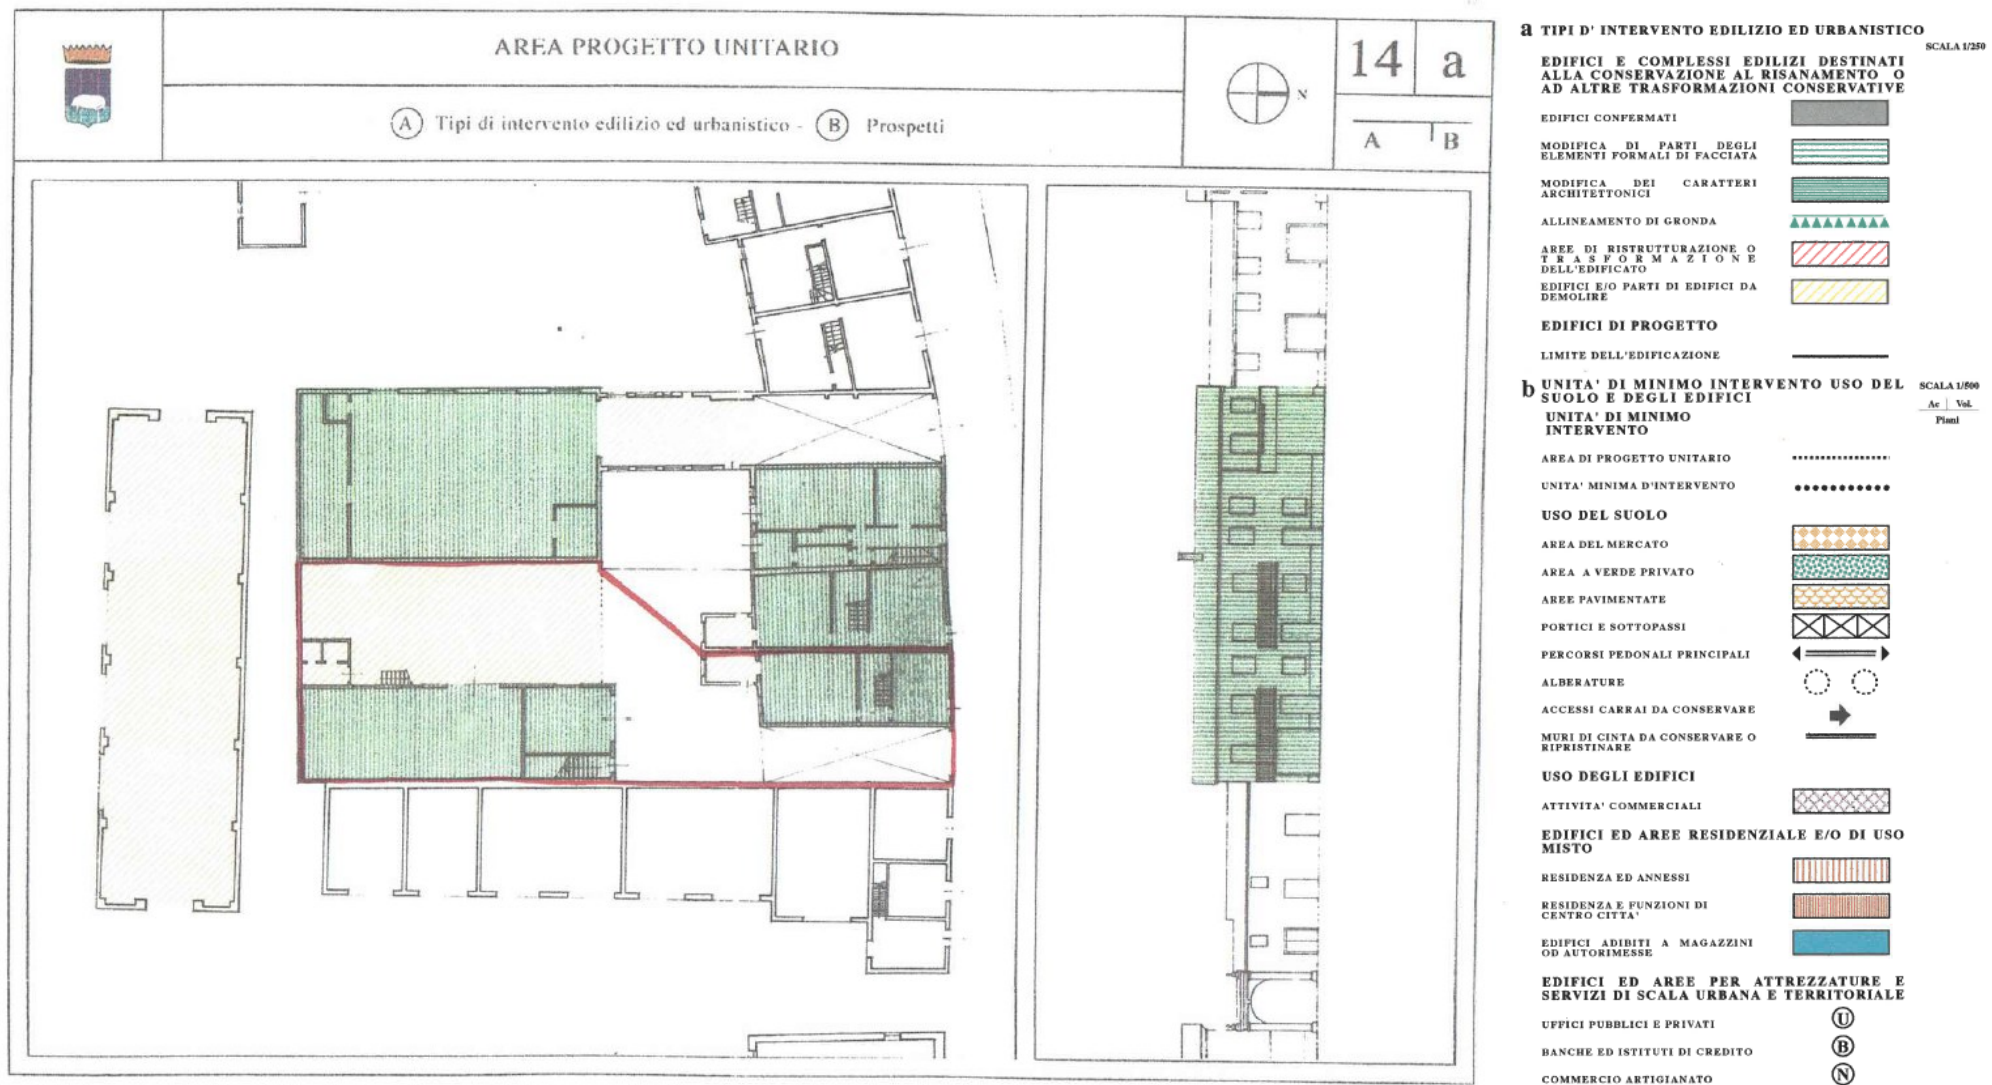 AREA PROGETTO UNITARIO
A Tipi di intervento edilizio ed urbanistico - B Prospetti
N
14 a
A B
a TIPI D' INTERVENTO EDILIZIO ED URBANISTICO
SCALA 1/250
EDIFICI E COMPLESSI EDILIZI DESTINATI
ALLA CONSERVAZIONE AL RISANAMENTO O
AD ALTRE TRASFORMAZIONI CONSERVATIVE
EDIFICI CONFERMATI
MODIFICA DI PARTI DEGLI
ELEMENTI FORMALI DI FACCIATA
MODIFICA DEI CARATTERI
ARCHITETTONICI
ALLINEAMENTO DI GRONDA
AREE DI RISTRUTTURAZIONE O
TRASFORMAZIONE
DELL'EDIFICATO
EDIFICI E/O PARTI DI EDIFICI DA
DEMOLIRE
EDIFICI DI PROGETTO
LIMITE DELL'EDIFICAZIONE
b UNITA' DI MINIMO INTERVENTO USO DEL
SUOLO E DEGLI EDIFICI
SCALA 1/500
Ac Vol.
Piani
UNITA' DI MINIMO
INTERVENTO
AREA DI PROGETTO UNITARIO
UNITA' MINIMA D'INTERVENTO
USO DEL SUOLO
AREA DEL MERCATO
AREA A VERDE PRIVATO
AREE PAVIMENTATE
PORTICI E SOTTOPASSI
PERCORSI PEDONALI PRINCIPALI
ALBERATURE
ACCESSI CARRAI DA CONSERVARE
MURI DI CINTA DA CONSERVARE O
RIPRISTINARE
USO DEGLI EDIFICI
ATTIVITA' COMMERCIALI
EDIFICI ED AREE RESIDENZIALE E/O DI USO
MISTO
RESIDENZA ED ANNESSI
RESIDENZA E FUNZIONI DI
CENTRO CITTA'
EDIFICI ADIBITI A MAGAZZINI
OD AUTORIMESSE
EDIFICI ED AREE PER ATTREZZATURE E
SERVIZI DI SCALA URBANA E TERRITORIALE
UFFICI PUBBLICI E PRIVATI U
BANCHE ED ISTITUTI DI CREDITO B
COMMERCIO ARTIGIANATO N